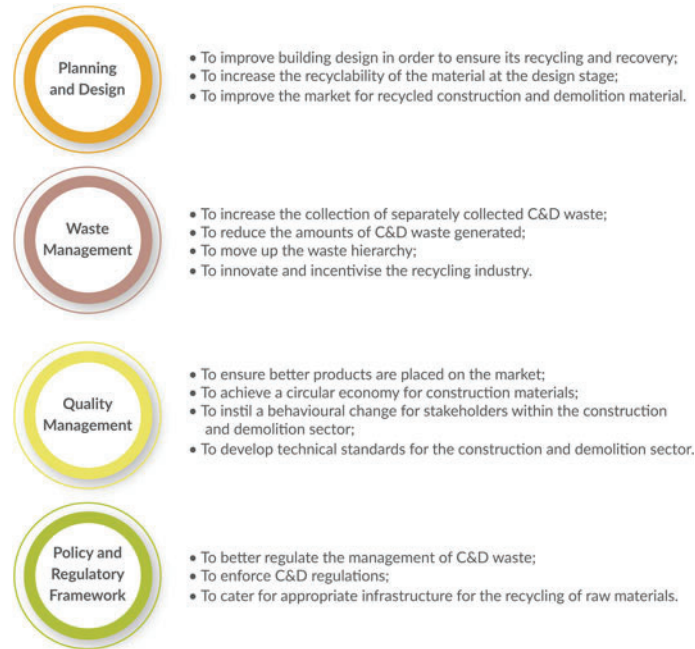 Planning
and Design
• To improve building design in order to ensure its recycling and recovery;
• To increase the recyclability of the material at the design stage;
• To improve the market for recycled construction and demolition material.
Waste
Management
• To increase the collection of separately collected C&D waste;
• To reduce the amounts of C&D waste generated;
• To move up the waste hierarchy;
• To innovate and incentivise the recycling industry.
Quality
Management
• To ensure better products are placed on the market;
• To achieve a circular economy for construction materials;
• To instil a behavioural change for stakeholders within the construction
and demolition sector;
• To develop technical standards for the construction and demolition sector.
Policy and
Regulatory
Framework
• To better regulate the management of C&D waste;
• To enforce C&D regulations;
• To cater for appropriate infrastructure for the recycling of raw materials.